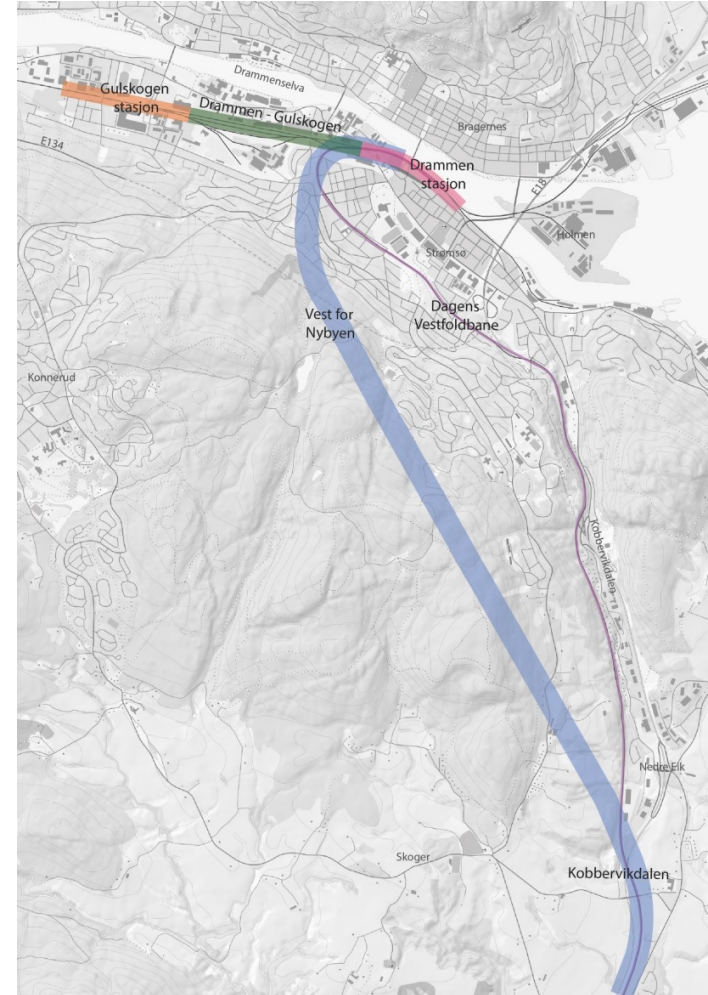 Drammenselva
Gulskogen
stasjon
Drammen - Gulskogen
Bragernes
E134
Drammen
stasjon
E18
Holmen
Strømsø
Dagens
Vestfoldbane
Vest for
Nybyen
Konnerud
Kobbervikdalen
Nedre Eik
Skoger
Kobbervikdalen